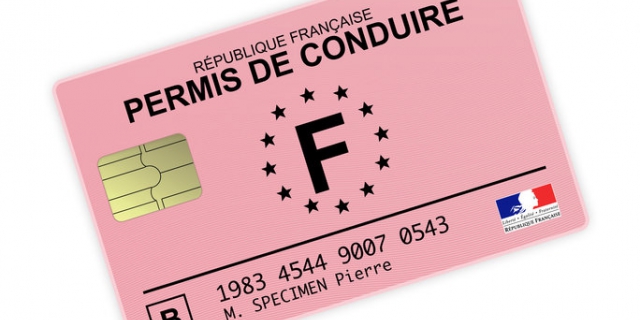 RÉPUBLIQUE FRANÇAISE
PERMIS DE CONDUIRE
F
Liberté • Égalité • Fraternité
RÉPUBLIQUE FRANÇAISE
1983 4544 9007 0543
B
M. SPECIMEN Pierre